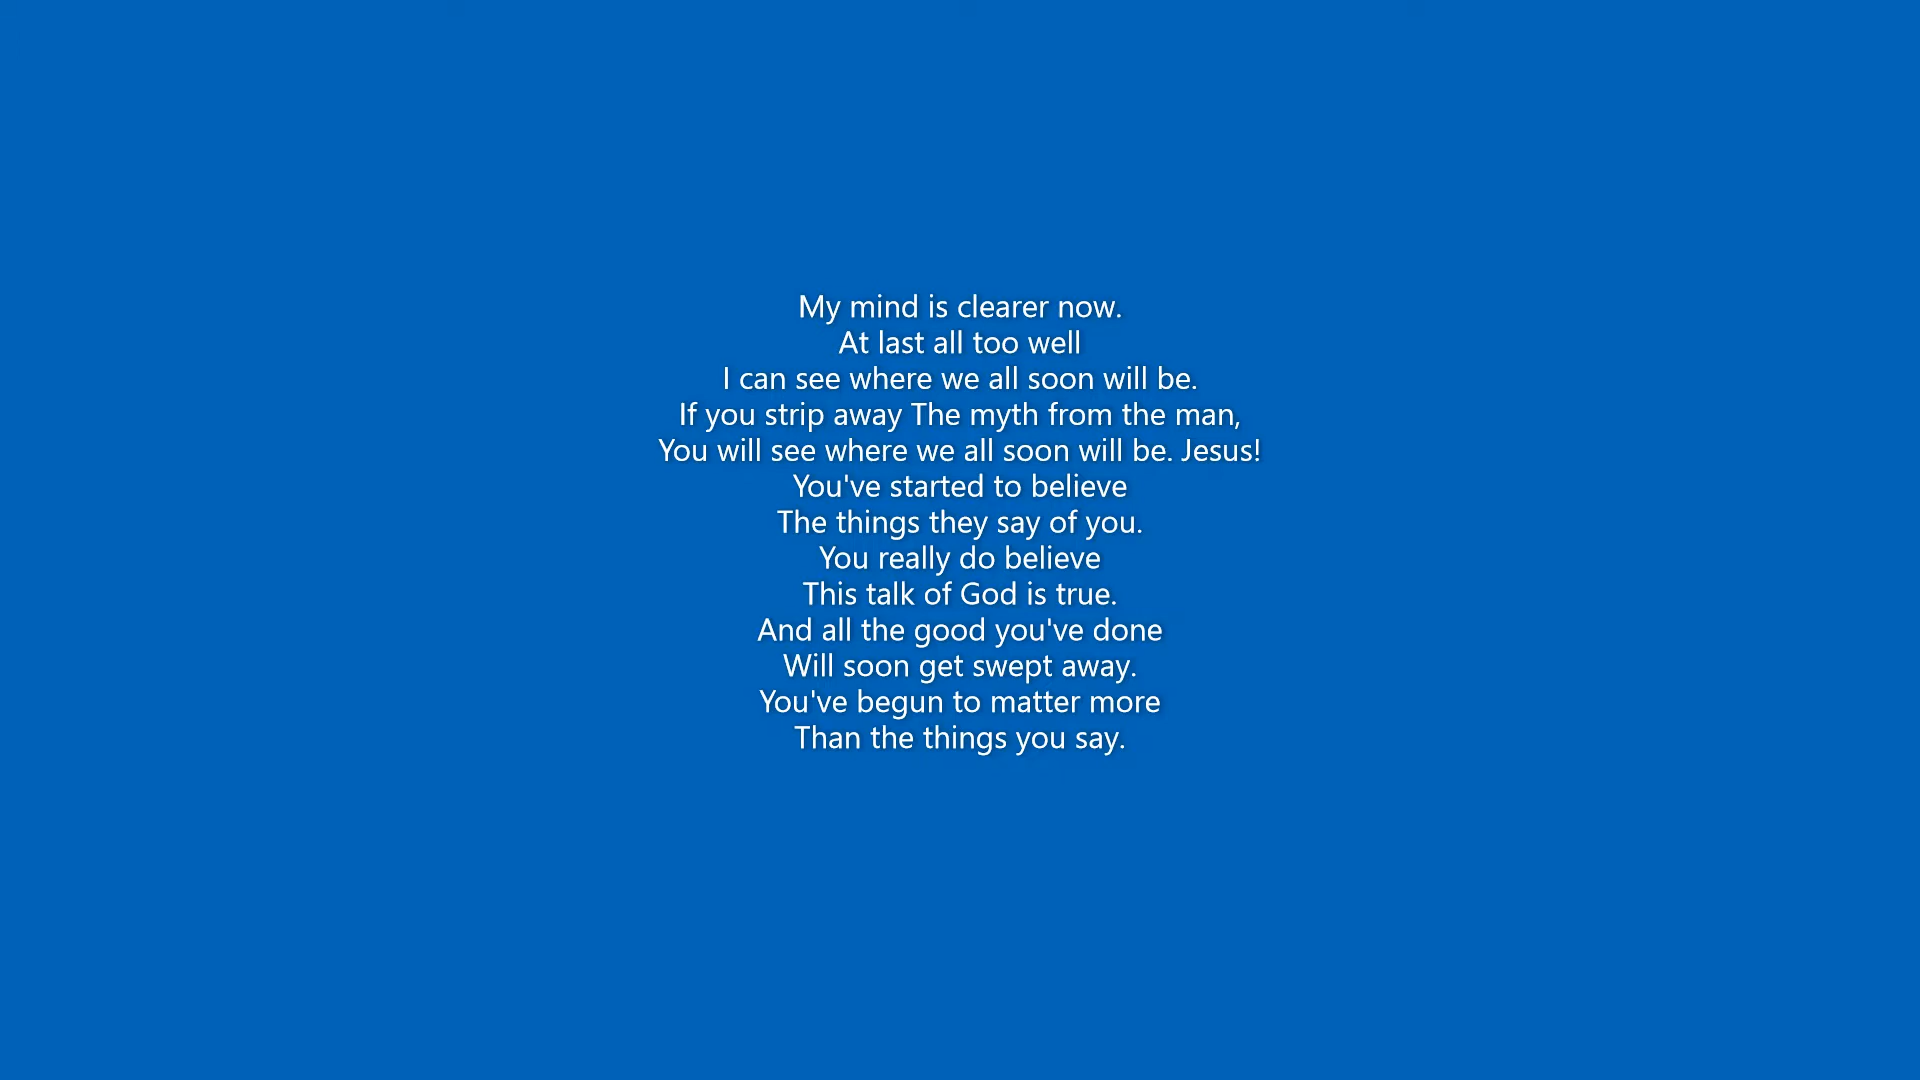 My mind is clearer now.
At last all too well
I can see where we all soon will be.
If you strip away The myth from the man,
You will see where we all soon will be. Jesus!
You've started to believe
The things they say of you.
You really do believe
This talk of God is true.
And all the good you've done
Will soon get swept away.
You've begun to matter more
Than the things you say.